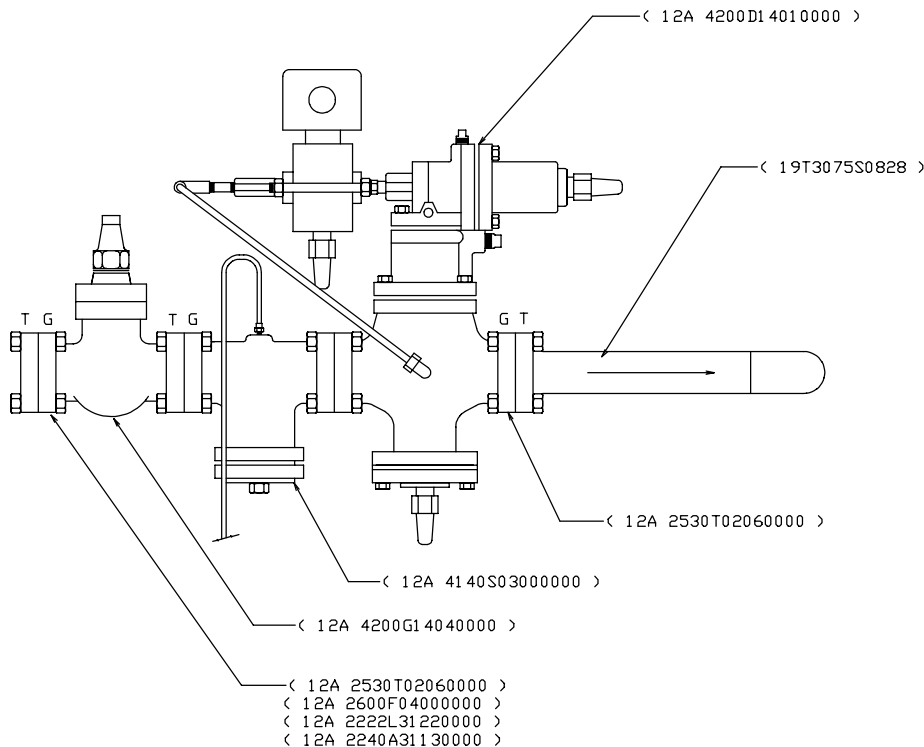 ( 12A 4200D14010000 )
( 19T3075S0828 )
T G
T G
G T
( 12A 2530T02060000 )
( 12A 4140S03000000 )
( 12A 4200G14040000 )
( 12A 2530T02060000 )
( 12A 2600F04000000 )
( 12A 2222L31220000 )
( 12A 2240A31130000 )